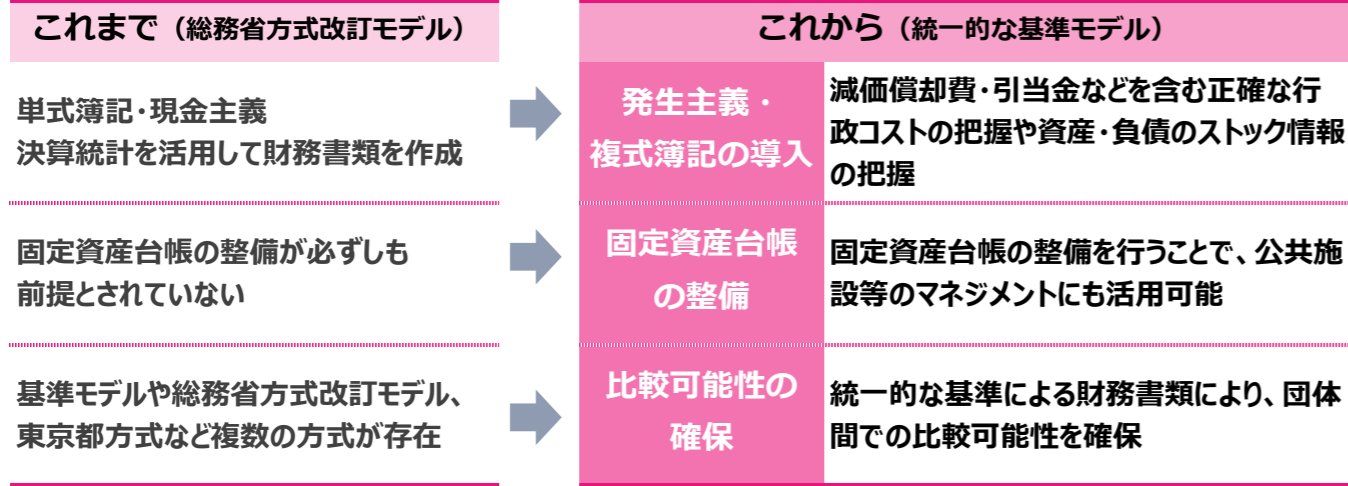 これまで（総務省方式改訂モデル）
これから（統一的な基準モデル）
単式簿記・現金主義
決算統計を活用して財務書類を作成
発生主義・
複式簿記の導入
減価償却費・引当金などを含む正確な行
政コストの把握や資産・負債のストック情報
の把握
固定資産台帳の整備が必ずしも
前提とされていない
固定資産台帳
の整備
固定資産台帳の整備を行うことで、公共施
設等のマネジメントにも活用可能
基準モデルや総務省方式改訂モデル、
東京都方式など複数の方式が存在
比較可能性の
確保
統一的な基準による財務書類により、団体
間での比較可能性を確保